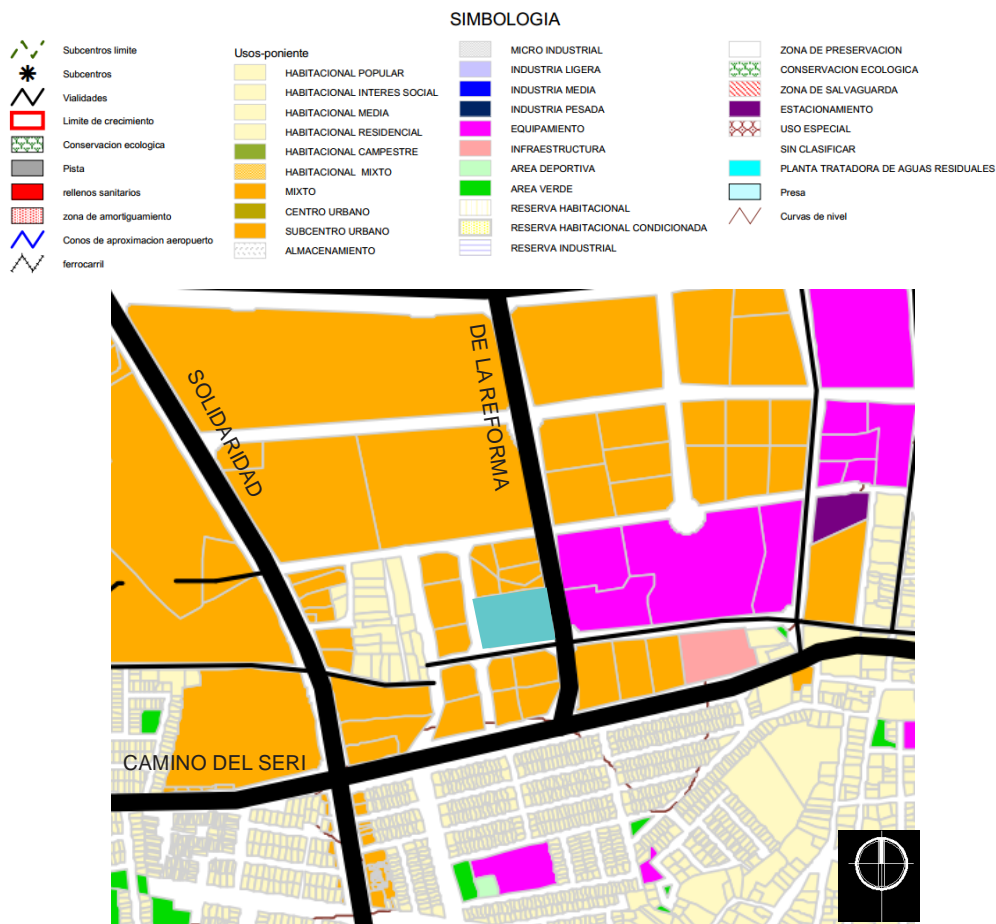 SIMBOLOGIA
Subcentros limite
Subcentros
Vialidades
Limite de crecimiento
Conservacion ecologica
Pista
rellenos sanitarios
zona de amortiguamiento
Conos de aproximacion aeropuerto
ferrocarril
Usos-poniente
HABITACIONAL POPULAR
HABITACIONAL INTERES SOCIAL
HABITACIONAL MEDIA
HABITACIONAL RESIDENCIAL
HABITACIONAL CAMPESTRE
HABITACIONAL MIXTO
MIXTO
CENTRO URBANO
SUBCENTRO URBANO
ALMACENAMIENTO
MICRO INDUSTRIAL
INDUSTRIA LIGERA
INDUSTRIA MEDIA
INDUSTRIA PESADA
EQUIPAMIENTO
INFRAESTRUCTURA
AREA DEPORTIVA
AREA VERDE
RESERVA HABITACIONAL
RESERVA HABITACIONAL CONDICIONADA
RESERVA INDUSTRIAL
ZONA DE PRESERVACION
CONSERVACION ECOLOGICA
ZONA DE SALVAGUARDA
ESTACIONAMIENTO
USO ESPECIAL
SIN CLASIFICAR
PLANTA TRATADORA DE AGUAS RESIDUALES
Presa
Curvas de nivel
SOLIDARIDAD
DE LA REFORMA
CAMINO DEL SERI